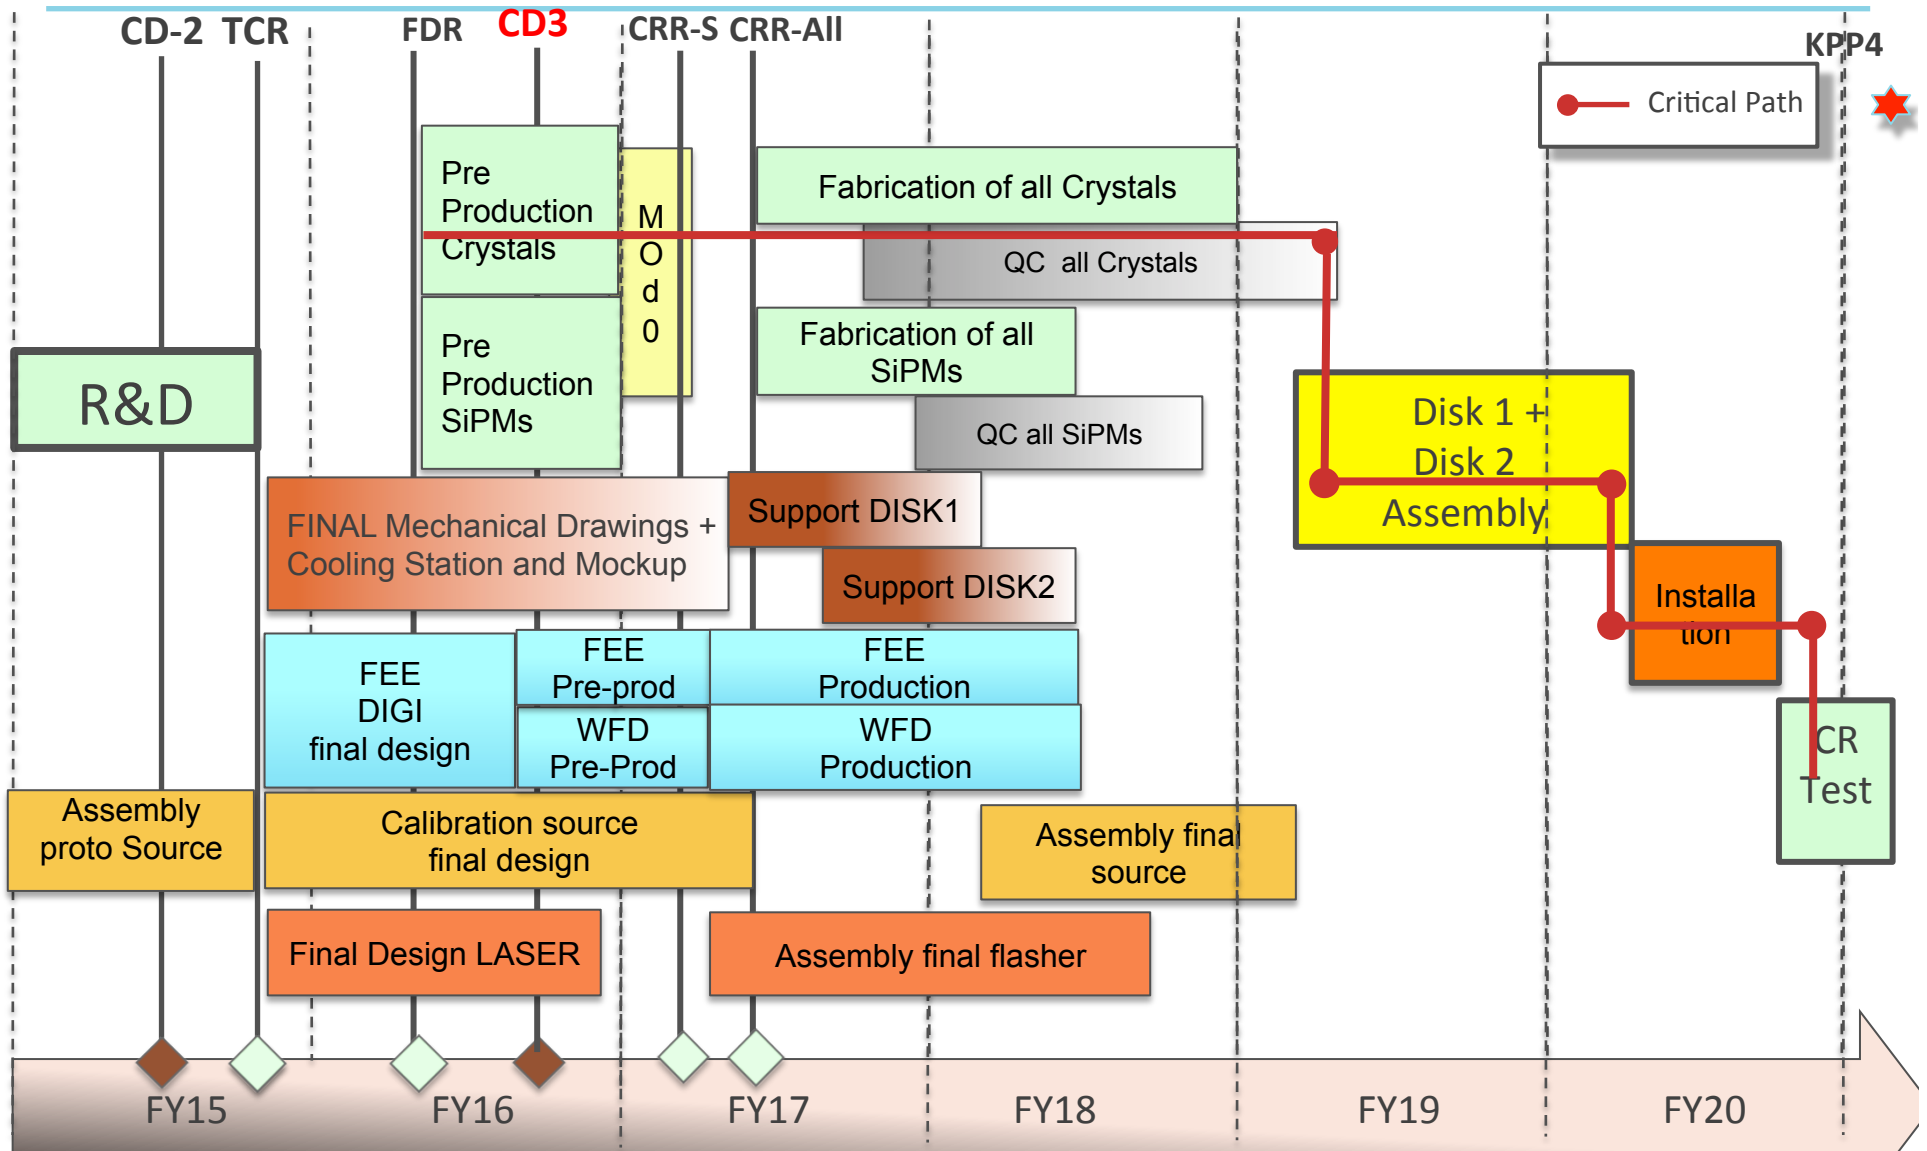 CD-2 TCR FDR CD3 CRR-S CRR-All KPP4
Critical Path
Pre
Production
Crystals
M
O
d
0
Fabrication of all Crystals
QC all Crystals
Pre
Production
SiPMs
Fabrication of all
SiPMs
QC all SiPMs
R&D
Disk 1 +
Disk 2
Assembly
FINAL Mechanical Drawings +
Cooling Station and Mockup
Support DISK1
Support DISK2
Installa
tion
FEE
DIGI
final design
FEE
Pre-prod
FEE
Production
WFD
Pre-Prod
WFD
Production
CR
Test
Assembly
proto Source
Calibration source
final design
Assembly final
source
Final Design LASER
Assembly final flasher
FY15 FY16 FY17 FY18 FY19 FY20